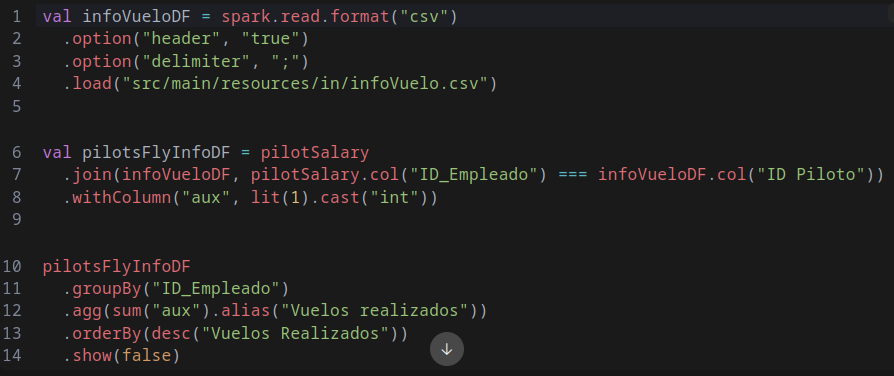 1 val infoVueloDF = spark.read.format("csv")
2   .option("header", "true")
3   .option("delimiter", ";")
4   .load("src/main/resources/in/infoVuelo.csv")
5
6 val pilotsFlyInfoDF = pilotSalary
7   .join(infoVueloDF, pilotSalary.col("ID_Empleado") === infoVueloDF.col("ID Piloto"))
8   .withColumn("aux", lit(1).cast("int"))
9
10 pilotsFlyInfoDF
11   .groupBy("ID_Empleado")
12   .agg(sum("aux").alias("Vuelos realizados"))
13   .orderBy(desc("Vuelos Realizados"))
14   .show(false)